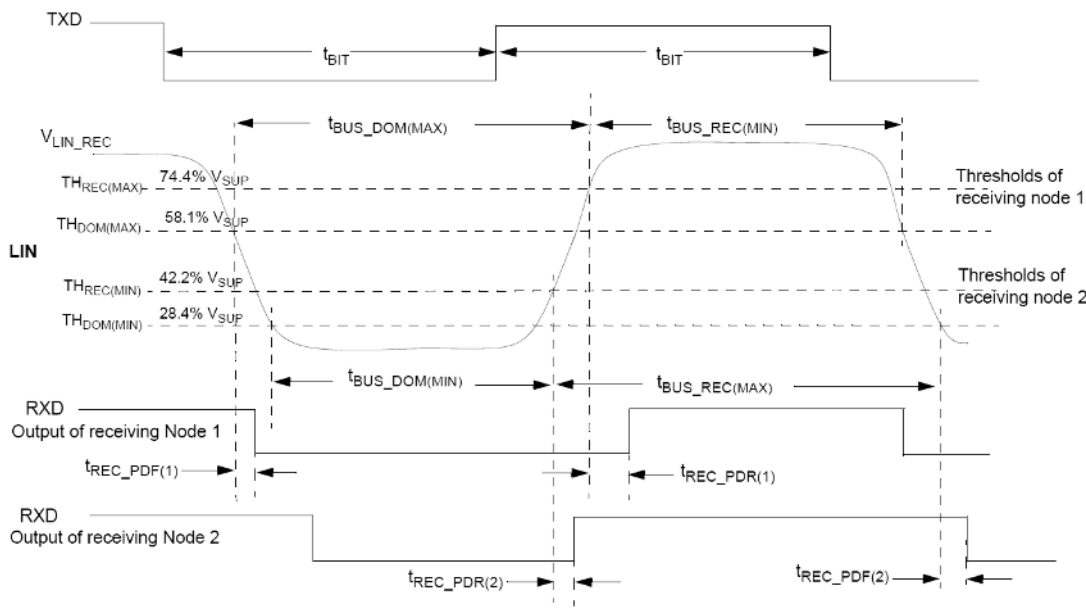 TXD
tBIT
tBIT
tBUS_DOM(MAX)
tBUS_REC(MIN)
VLIN_REC
THREC(MAX) 74.4% VSUP
Thresholds of
receiving node 1
THDOM(MAX) 58.1% VSUP
LIN
THREC(MIN) 42.2% VSUP
Thresholds of
receiving node 2
THDOM(MIN) 28.4% VSUP
tBUS_DOM(MIN)
tBUS_REC(MAX)
RXD
Output of receiving Node 1
tREC_PDF(1)
tREC_PDR(1)
RXD
Output of receiving Node 2
tREC_PDR(2)
tREC_PDF(2)